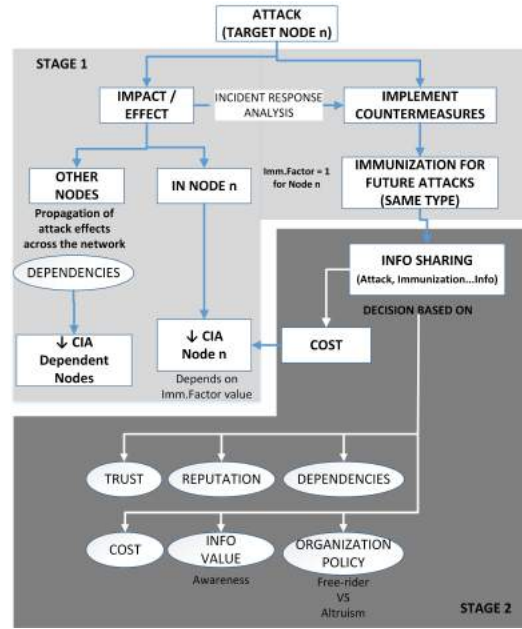 ATTACK
(TARGET NODE n)
STAGE 1
IMPACT /
EFFECT
INCIDENT RESPONSE
ANALYSIS
IMPLEMENT
COUNTERMEASURES
OTHER
NODES
IN NODE n
Imm.Factor = 1
for Node n
IMMUNIZATION FOR
FUTURE ATTACKS
(SAME TYPE)
Propagation of
attack effects
across the network
DEPENDENCIES
INFO SHARING
(Attack, Immunization...Info)
DECISION BASED ON
↓ CIA
Dependent
Nodes
↓ CIA
Node n
COST
Depends on
Imm.Factor value
TRUST
REPUTATION
DEPENDENCIES
COST
INFO
VALUE
ORGANIZATION
POLICY
Awareness
Free-rider
VS
Altruism
STAGE 2